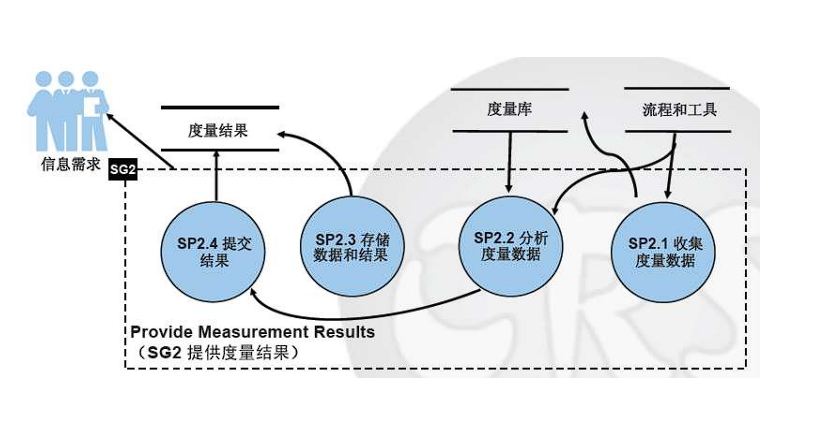 度量库
流程和工具
度量结果
信息需求
SG2
SP2.4 提交
结果
SP2.3 存储
数据和结果
SP2.2 分析
度量数据
SP2.1 收集
度量数据
Provide Measurement Results
（SG2 提供度量结果）